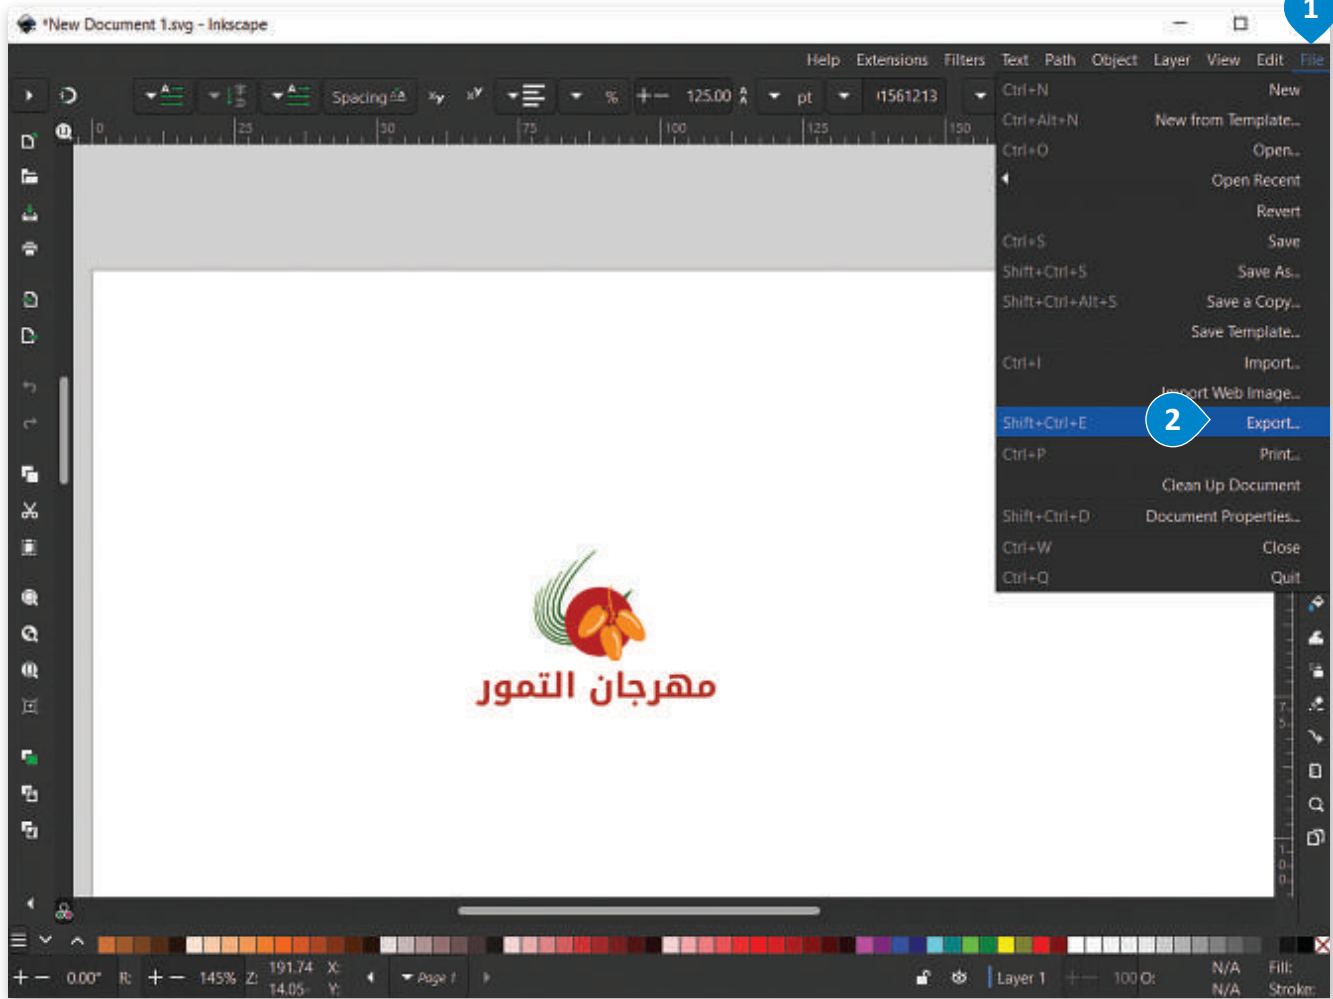 *New Document 1.svg - Inkscape
1
Help Extensions Filters Text Path Object Layer View Edit File
Spacing % 125.00 pt 11561213
0 25 50 75 100 125 150
Ctrl+N New
Ctrl+Alt+N New from Template...
Ctrl+O Open...
Open Recent
Revert
Ctrl+S Save
Shift+Ctrl+S Save As...
Shift+Ctrl+Alt+S Save a Copy...
Save Template...
Ctrl+I Import...
Import Web Image...
Shift+Ctrl+E 2 Export...
Ctrl+P Print...
Clean Up Document
Shift+Ctrl+D Document Properties...
Ctrl+W Close
Ctrl+Q Quit
مهرجان التمور
75
100
0.00° R: 145% Z: 191.74 X: Page 1 Layer 1 100 O: N/A Fill:
14.05- Y: N/A Stroke: